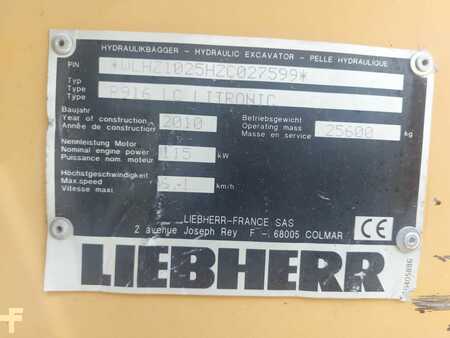 HYDRAULIKBAGGER - HYDRAULIC EXCAVATOR - PELLE HYDRAULIQUE
PIN *WLHZ1025HZC027599*
Typ
Type R916 LC LITRONIC
Type
Baujahr
Year of construction 2010
Année de construction
Betriebsgewicht
Operating mass 25600 kg
Masse en service
Nennleistung Motor
Nominal engine power 115 kW
Puissance nom. moteur
Höchstgeschwindigkeit
Max.speed 5.1 km/h
Vitesse maxi
LIEBHERR-FRANCE SAS
2 avenue Joseph Rey F - 68005 COLMAR
CE
LIEBHERR